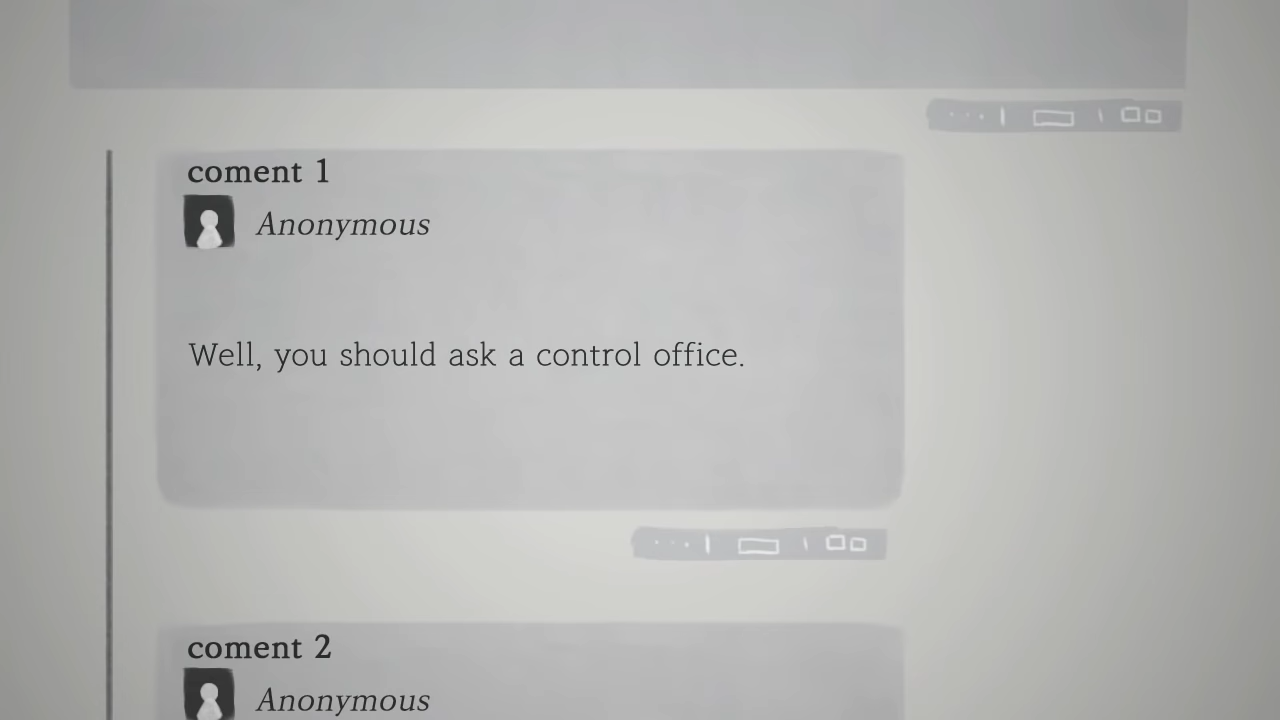 coment 1
Anonymous
Well, you should ask a control office.
coment 2
Anonymous